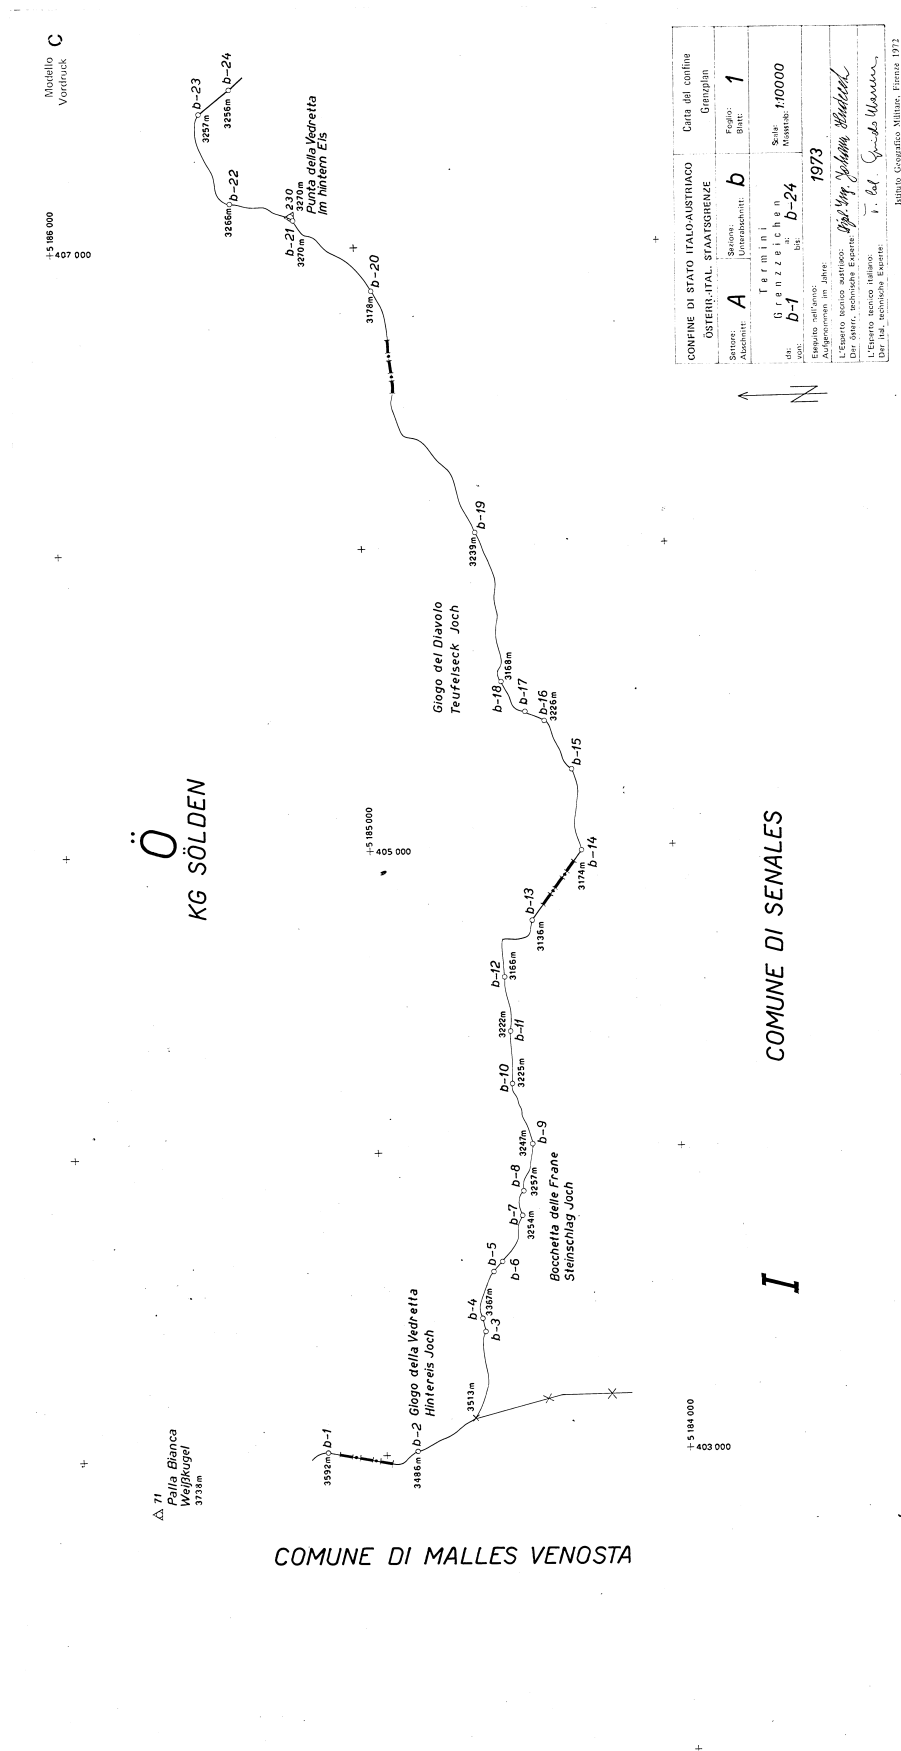 Modello
Vordruck C
CONFINE DI STATO ITALO-AUSTRIACO
ÖSTERR.-ITAL. STAATSGRENZE
Carta del confine
Grenzplan
Settore:
Abschnitt: A
Sezione:
Unterabschnitt: b
Foglio:
Blatt: 1
Termini
Grenzzeichen
da:
von: b-1
a:
bis: b-24
Scala:
Massstab: 1:10000
Eseguito nell'anno:
Aufgenommen im Jahre: 1973
L'Esperto tecnico austriaco:
Der österr. technische Experte:
L'Esperto tecnico italiano:
Der ital. technische Experte:
Istituto Geografico Militare, Firenze 1972
N
5 186 000
407 000
b-24
3256m
b-23
3257m
b-22
3266m
230
3270m
Punta della Vedretta
Im hintern Eis
b-21
3270m
b-20
3178m
b-19
3239m
Giogo del Diavolo
Teufelseck Joch
b-18
3168m
b-17
b-16
3226m
b-15
b-14
3174m
Ö
KG SÖLDEN
5 185 000
405 000
b-13
3136m
b-12
3166m
3222m
b-11
b-10
3225m
COMUNE DI SENALES
3247m
b-9
b-8
3257m
b-7
3254m
Bocchetta delle Frane
Steinschlag Joch
b-5
b-6
b-4
3367m
b-3
I
3513m
Giogo della Vedretta
Hintereis Joch
b-2
3486m
b-1
3592m
71
Palla Bianca
Weißkugel
3738m
5 184 000
403 000
COMUNE DI MALLES VENOSTA